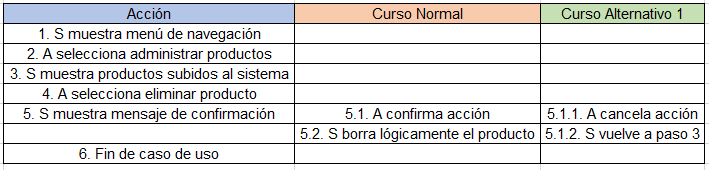 Acción Curso Normal Curso Alternativo 1
1. S muestra menú de navegación
2. A selecciona administrar productos
3. S muestra productos subidos al sistema
4. A selecciona eliminar producto
5. S muestra mensaje de confirmación 5.1. A confirma acción 5.1.1. A cancela acción
5.2. S borra lógicamente el producto 5.1.2. S vuelve a paso 3
6. Fin de caso de uso